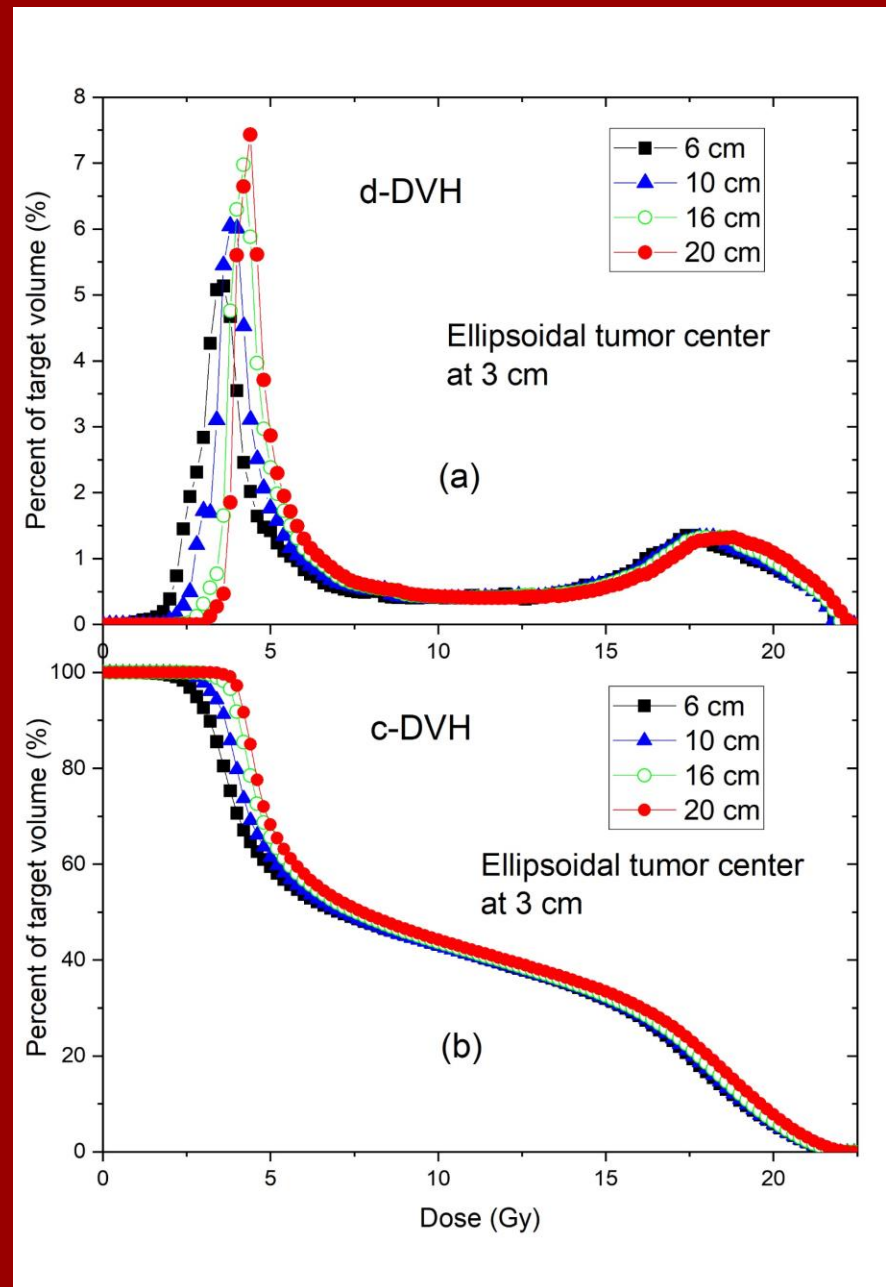 8
7
6
5
4
3
2
1
0
Percent of target volume (%)
6 cm
10 cm
16 cm
20 cm
d-DVH
Ellipsoidal tumor center
at 3 cm
(a)
0 5 10 15 20
100
80
60
40
20
0
Percent of target volume (%)
6 cm
10 cm
16 cm
20 cm
c-DVH
Ellipsoidal tumor center
at 3 cm
(b)
0 5 10 15 20
Dose (Gy)